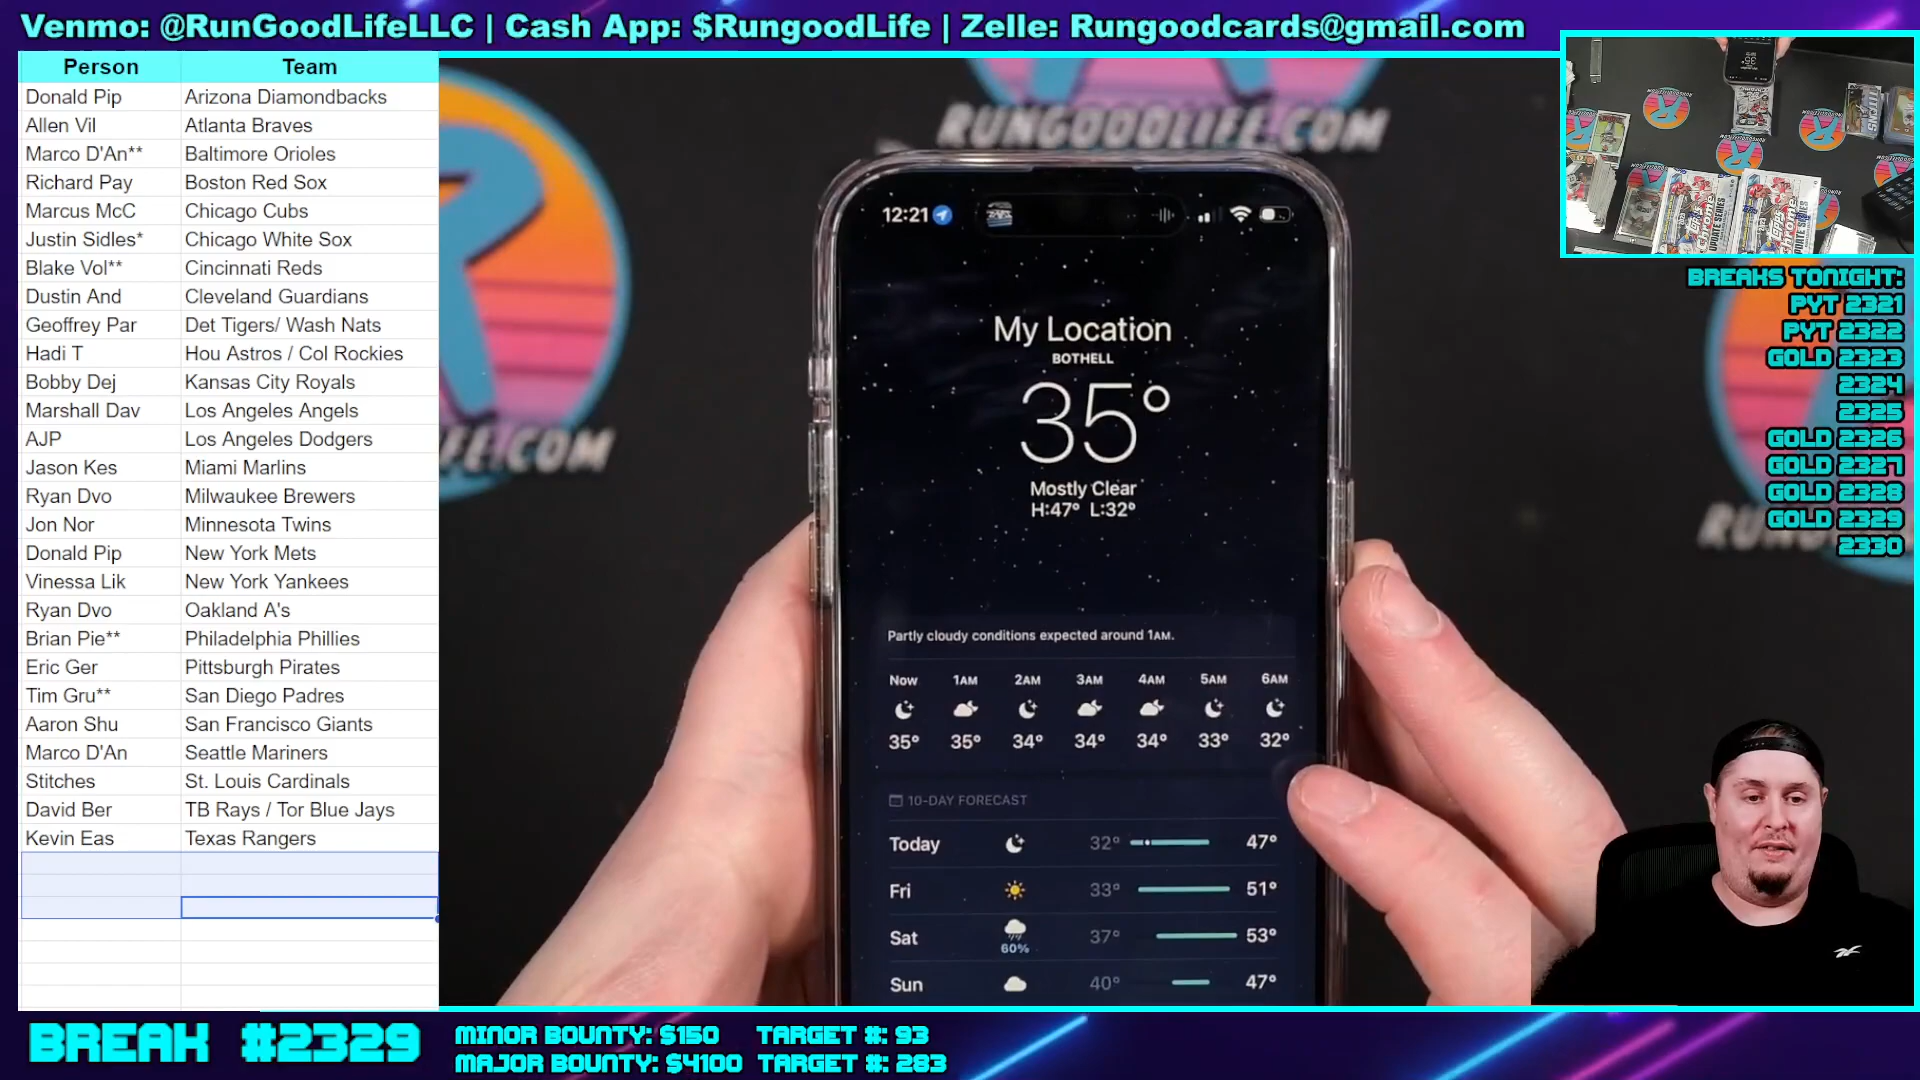 Venmo: @RunGoodLifeLLC | Cash App: $RungoodLife | Zelle: Rungoodcards@gmail.com
Person Team
Donald Pip Arizona Diamondbacks
Allen Vil Atlanta Braves
Marco D'An** Baltimore Orioles
Richard Pay Boston Red Sox
Marcus McC Chicago Cubs
Justin Sidles* Chicago White Sox
Blake Vol** Cincinnati Reds
Dustin And Cleveland Guardians
Geoffrey Par Det Tigers/ Wash Nats
Hadi T Hou Astros / Col Rockies
Bobby Dej Kansas City Royals
Marshall Dav Los Angeles Angels
AJP Los Angeles Dodgers
Jason Kes Miami Marlins
Ryan Dvo Milwaukee Brewers
Jon Nor Minnesota Twins
Donald Pip New York Mets
Vinessa Lik New York Yankees
Ryan Dvo Oakland A's
Brian Pie** Philadelphia Phillies
Eric Ger Pittsburgh Pirates
Tim Gru** San Diego Padres
Aaron Shu San Francisco Giants
Marco D'An Seattle Mariners
Stitches St. Louis Cardinals
David Ber TB Rays / Tor Blue Jays
Kevin Eas Texas Rangers
RUNGOODLIFE.COM
LIFE.COM
RUNG
12:21
My Location
BOTHELL
35°
Mostly Clear
H:47° L:32°
Partly cloudy conditions expected around 1AM.
Now 1AM 2AM 3AM 4AM 5AM 6AM
35° 35° 34° 34° 34° 33° 32°
10-DAY FORECAST
Today 32° 47°
Fri 33° 51°
Sat 60% 37° 53°
Sun 40° 47°
BREAKS TONIGHT:
PYT 2321
PYT 2322
GOLD 2323
2324
2325
GOLD 2326
GOLD 2327
GOLD 2328
GOLD 2329
2330
BREAK #2329
MINOR BOUNTY: $150 TARGET #: 93
MAJOR BOUNTY: $4100 TARGET #: 283